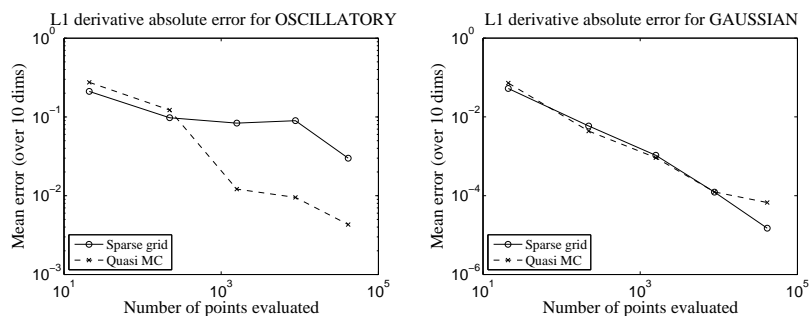 L1 derivative absolute error for OSCILLATORY
10^0
10^-1
10^-2
10^-3
Mean error (over 10 dims)
Sparse grid
Quasi MC
10^1
10^3
10^5
Number of points evaluated
L1 derivative absolute error for GAUSSIAN
10^0
10^-2
10^-4
10^-6
Mean error (over 10 dims)
Sparse grid
Quasi MC
10^1
10^3
10^5
Number of points evaluated